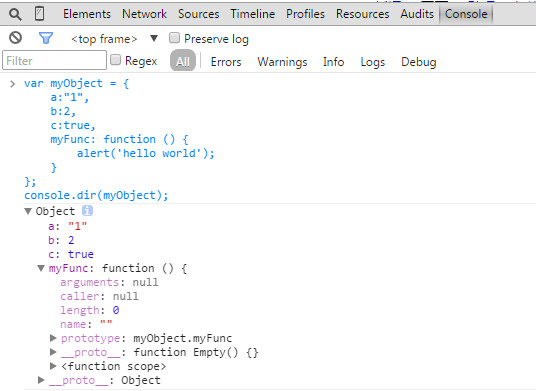 Elements Network Sources Timeline Profiles Resources Audits Console
<top frame> ▼ Preserve log
Filter Regex All Errors Warnings Info Logs Debug
> var myObject = {
a:"1",
b:2,
c:true,
myFunc: function () {
alert('hello world');
}
};
console.dir(myObject);
▼ Object i
a: "1"
b: 2
c: true
▼ myFunc: function () {
arguments: null
caller: null
length: 0
name: ""
▶ prototype: myObject.myFunc
▶ __proto__: function Empty() {}
▶ <function scope>
▶ __proto__: Object